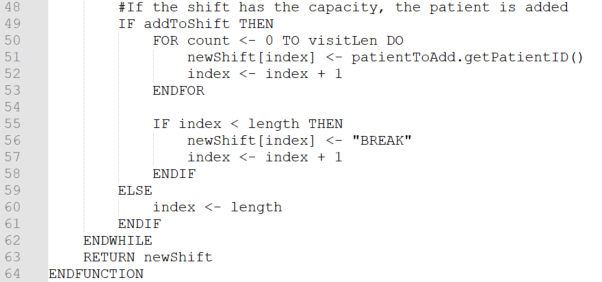 48 #If the shift has the capacity, the patient is added
49 IF addToShift THEN
50 FOR count <- 0 TO visitLen DO
51 newShift[index] <- patientToAdd.getPatientID()
52 index <- index + 1
53 ENDFOR
54
55 IF index < length THEN
56 newShift[index] <- "BREAK"
57 index <- index + 1
58 ENDIF
59 ELSE
60 index <- length
61 ENDIF
62 ENDWHILE
63 RETURN newShift
64 ENDFUNCTION